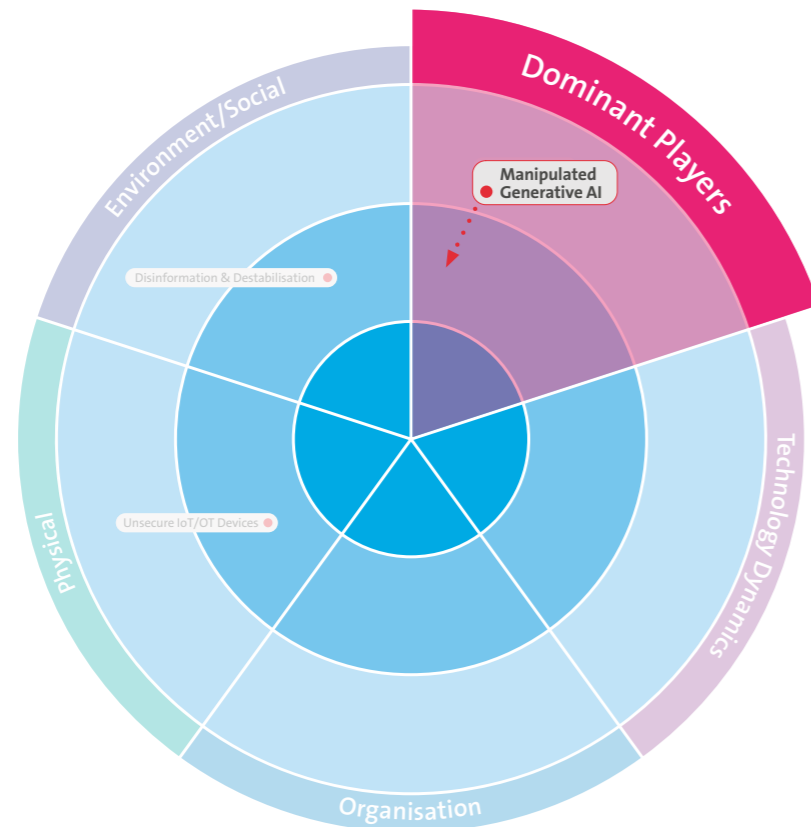 Environment/Social
Dominant Players
Manipulated
Generative AI
Disinformation & Destabilisation
Unsecure IoT/OT Devices
Physical
Technology Dynamics
Organisation